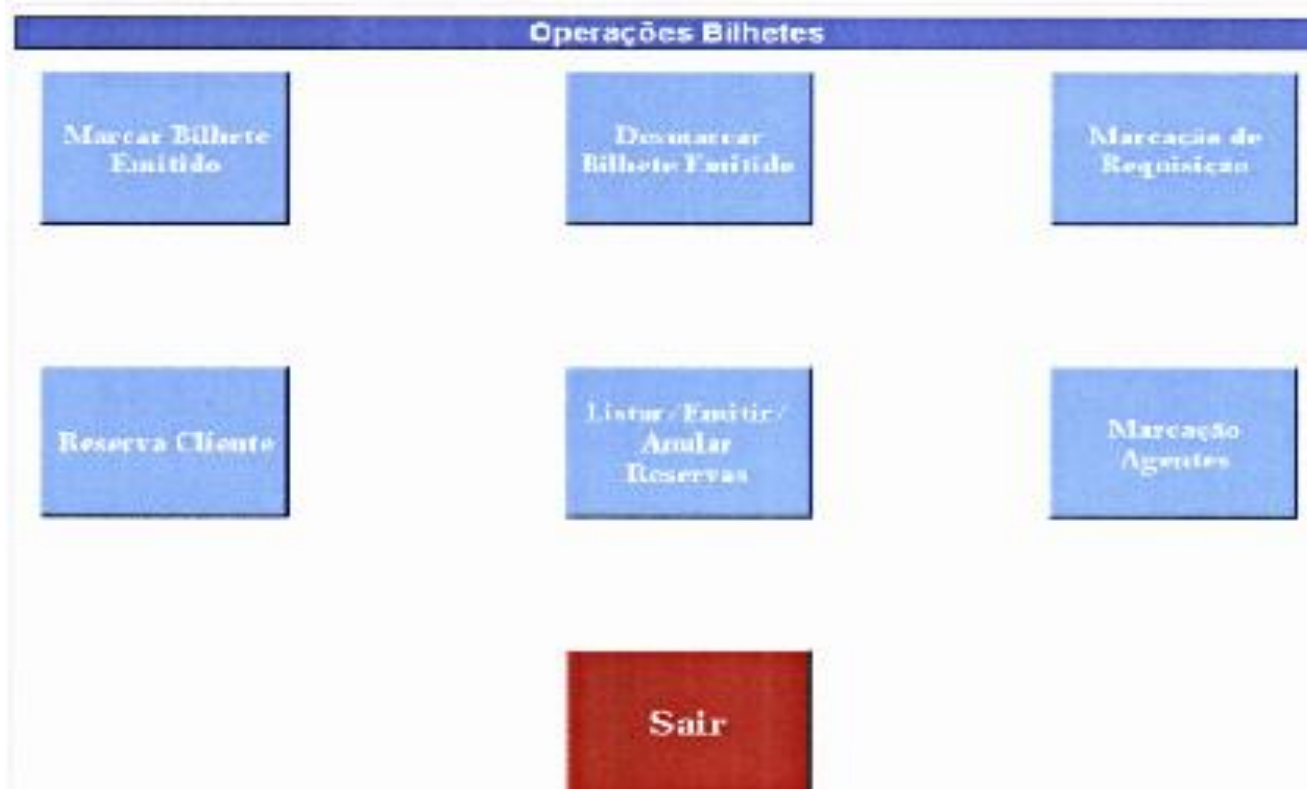 Operações Bilhetes
Marcar Bilhete
Emitido
Desmarcar
Bilhete Emitido
Marcação de
Requisiçao
Reserva Cliente
Listar/Emitir/
Anular
Reservas
Marcação
Agentes
Sair